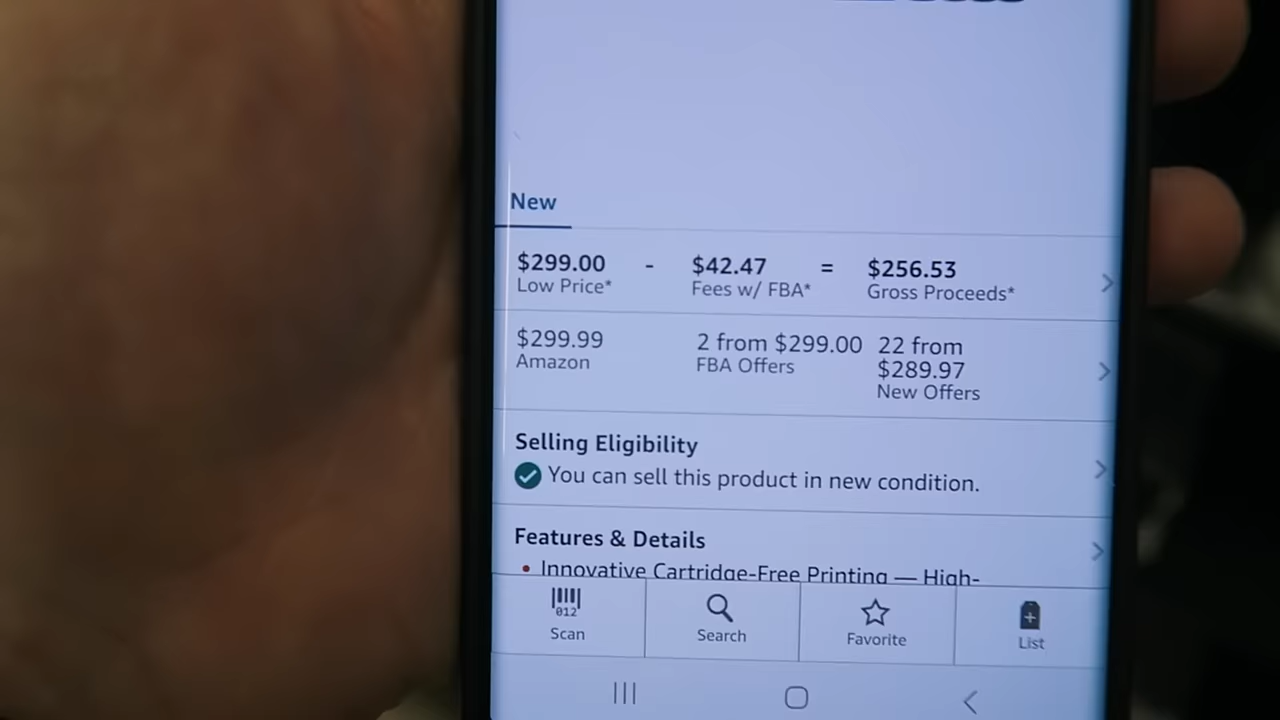 New
$299.00 - $42.47 = $256.53
Low Price* Fees w/ FBA* Gross Proceeds*
$299.99 2 from $299.00 22 from
Amazon FBA Offers $289.97
New Offers
Selling Eligibility
You can sell this product in new condition.
Features & Details
• Innovative Cartridge-Free Printing — High-
Scan Search Favorite List